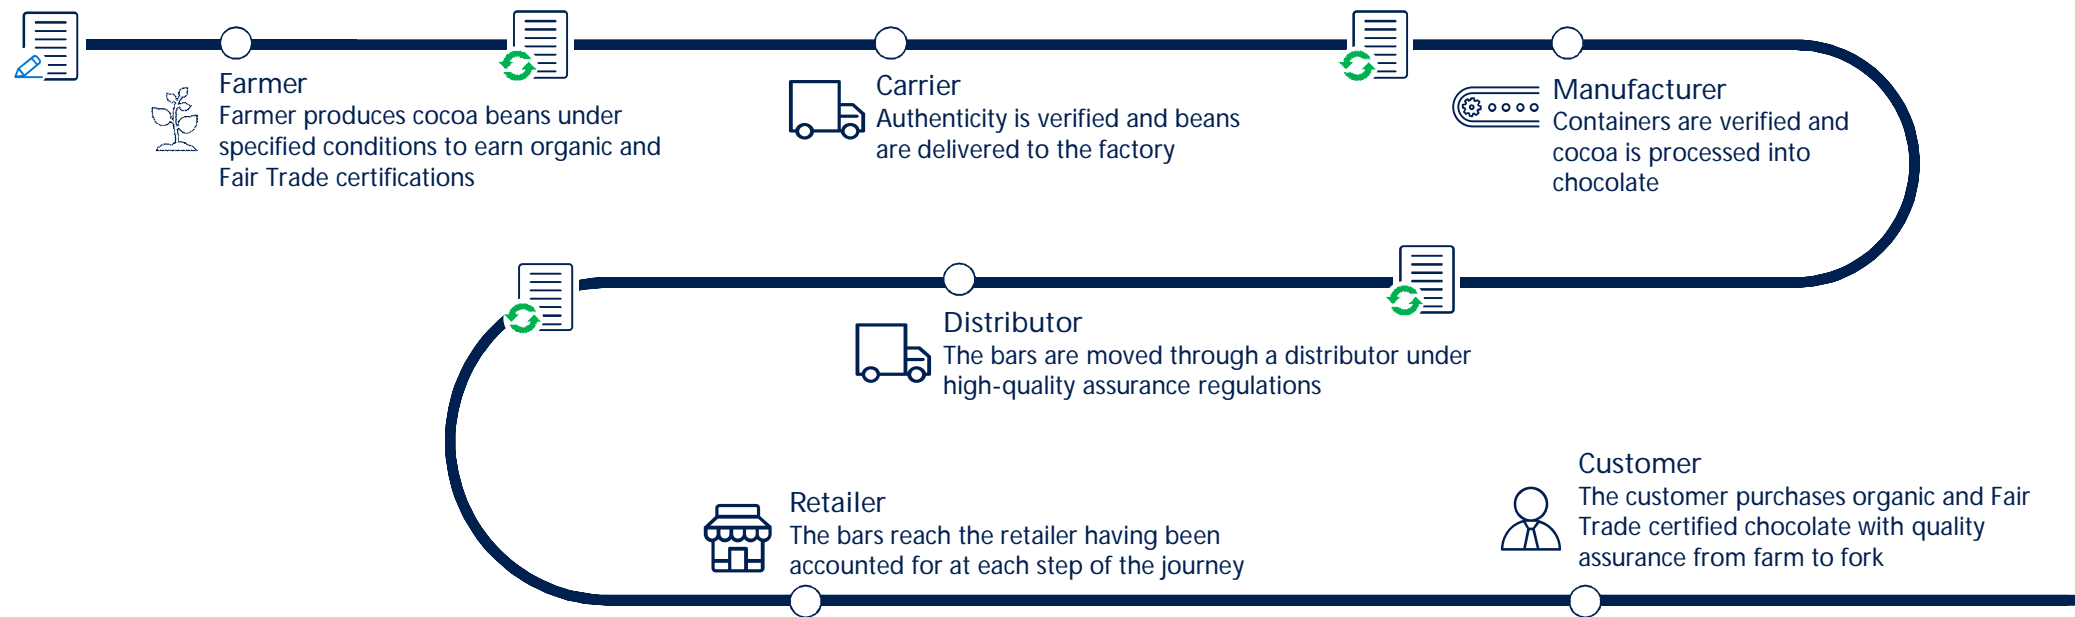 Farmer
Farmer produces cocoa beans under
specified conditions to earn organic and
Fair Trade certifications
Carrier
Authenticity is verified and beans
are delivered to the factory
Manufacturer
Containers are verified and
cocoa is processed into
chocolate
Distributor
The bars are moved through a distributor under
high-quality assurance regulations
Retailer
The bars reach the retailer having been
accounted for at each step of the journey
Customer
The customer purchases organic and Fair
Trade certified chocolate with quality
assurance from farm to fork